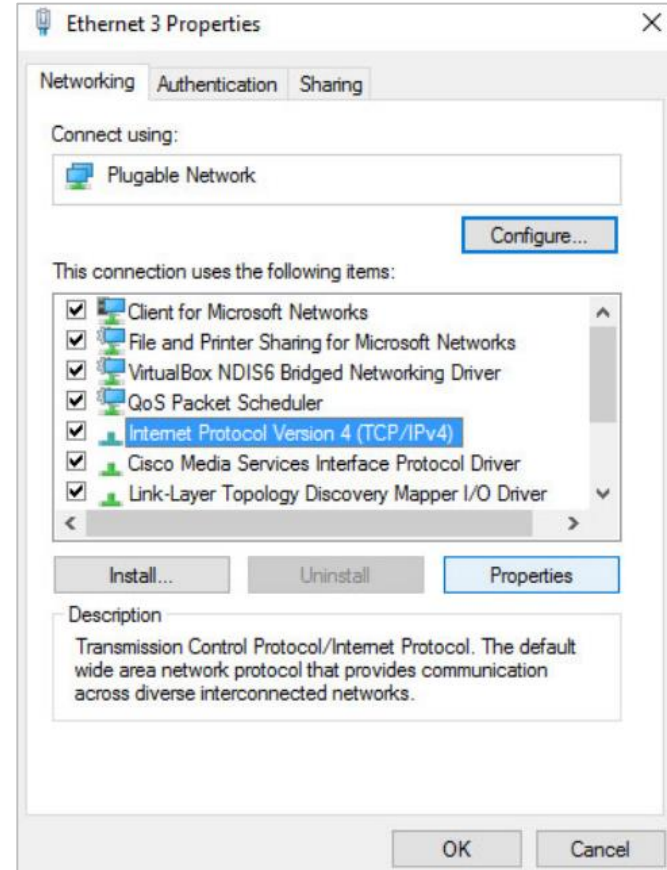 Ethernet 3 Properties
Networking Authentication Sharing
Connect using:
Plugable Network
Configure...
This connection uses the following items:
Client for Microsoft Networks
File and Printer Sharing for Microsoft Networks
VirtualBox NDIS6 Bridged Networking Driver
QoS Packet Scheduler
Internet Protocol Version 4 (TCP/IPv4)
Cisco Media Services Interface Protocol Driver
Link-Layer Topology Discovery Mapper I/O Driver
Install... Uninstall Properties
Description
Transmission Control Protocol/Internet Protocol. The default
wide area network protocol that provides communication
across diverse interconnected networks.
OK Cancel